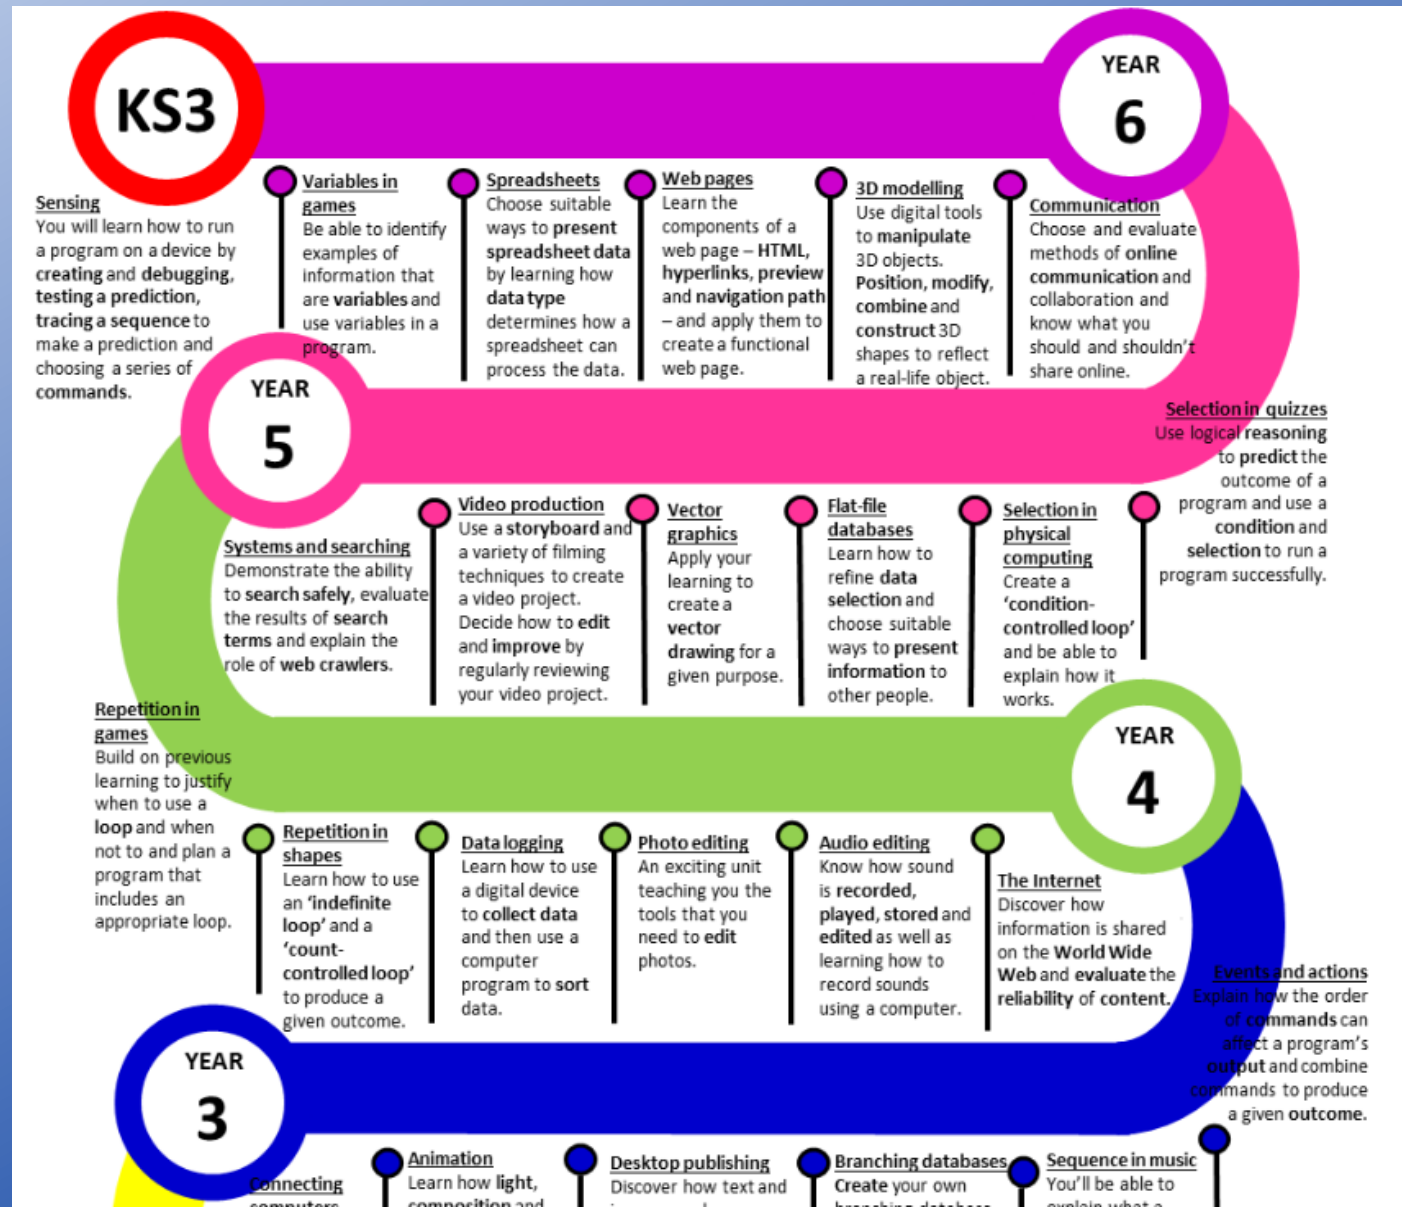 KS3
YEAR
6
Sensing
You will learn how to run
a program on a device by
creating and debugging,
testing a prediction,
tracing a sequence to
make a prediction and
choosing a series of
commands.
Variables in
games
Be able to identify
examples of
information that
are variables and
use variables in a
program.
Spreadsheets
Choose suitable
ways to present
spreadsheet data
by learning how
data type
determines how a
spreadsheet can
process the data.
Web pages
Learn the
components of a
web page – HTML,
hyperlinks, preview
and navigation path
– and apply them to
create a functional
web page.
3D modelling
Use digital tools
to manipulate
3D objects.
Position, modify,
combine and
construct 3D
shapes to reflect
a real-life object.
Communication
Choose and evaluate
methods of online
communication and
collaboration and
know what you
should and shouldn't
share online.
YEAR
5
Selection in quizzes
Use logical reasoning
to predict the
outcome of a
program and use a
condition and
selection to run a
program successfully.
Systems and searching
Demonstrate the ability
to search safely, evaluate
the results of search
terms and explain the
role of web crawlers.
Video production
Use a storyboard and
a variety of filming
techniques to create
a video project.
Decide how to edit
and improve by
regularly reviewing
your video project.
Vector
graphics
Apply your
learning to
create a
vector
drawing for a
given purpose.
Flat-file
databases
Learn how to
refine data
selection and
choose suitable
ways to present
information to
other people.
Selection in
physical
computing
Create a
‘condition-
controlled loop’
and be able to
explain how it
works.
YEAR
4
Repetition in
games
Build on previous
learning to justify
when to use a
loop and when
not to and plan a
program that
includes an
appropriate loop.
Repetition in
shapes
Learn how to use
an ‘indefinite
loop’ and a
‘count-
controlled loop’
to produce a
given outcome.
Data logging
Learn how to use
a digital device
to collect data
and then use a
computer
program to sort
data.
Photo editing
An exciting unit
teaching you the
tools that you
need to edit
photos.
Audio editing
Know how sound
is recorded,
played, stored and
edited as well as
learning how to
record sounds
using a computer.
The Internet
Discover how
information is shared
on the World Wide
Web and evaluate the
reliability of content.
Events and actions
Explain how the order
of commands can
affect a program's
output and combine
commands to produce
a given outcome.
YEAR
3
Connecting
computers
Animation
Learn how light,
composition and
Desktop publishing
Discover how text and
Branching databases
Create your own
branching database
Sequence in music
You'll be able to
explain what a